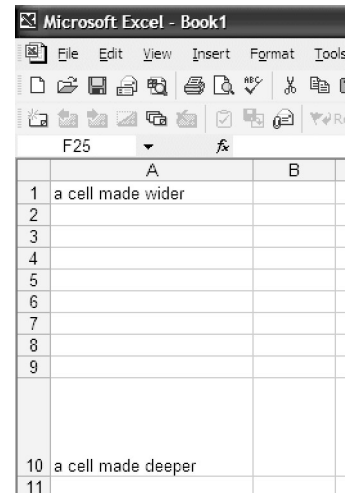 Microsoft Excel - Book1
File Edit View Insert Format Tools
ABC
F25 fx
A B
1 a cell made wider
2
3
4
5
6
7
8
9
10 a cell made deeper
11